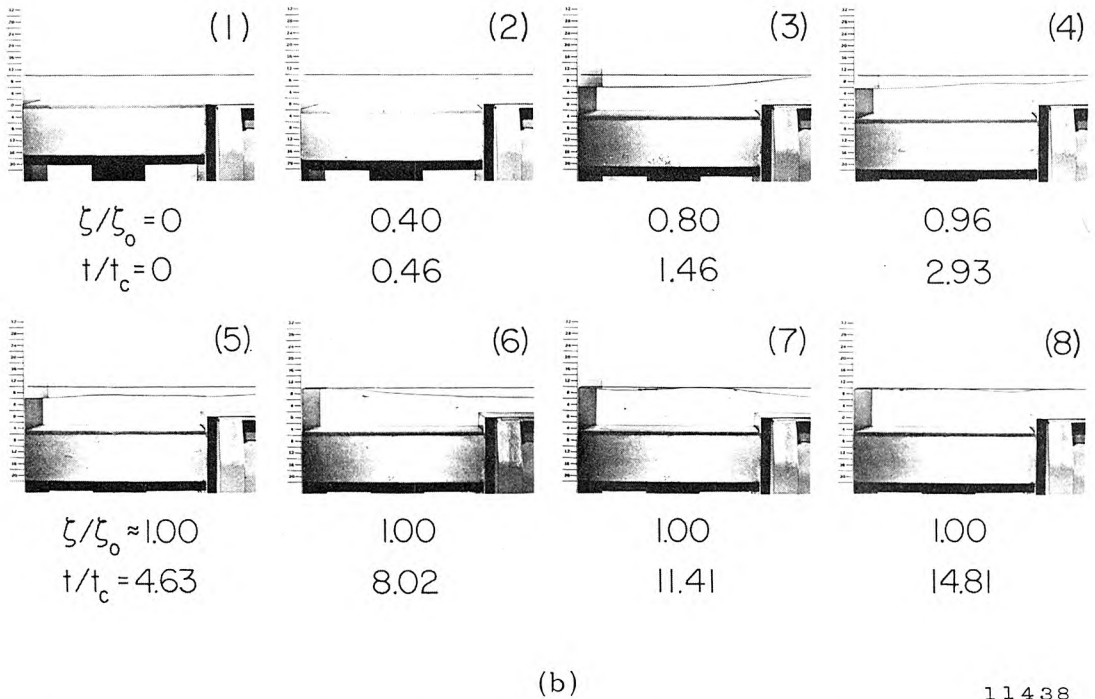 (1) (2) (3) (4)
ζ/ζ₀ = 0 0.40 0.80 0.96
t/t_c = 0 0.46 1.46 2.93
(5) (6) (7) (8)
ζ/ζ₀ ≈ 1.00 1.00 1.00 1.00
t/t_c = 4.63 8.02 11.41 14.81
(b)
11438